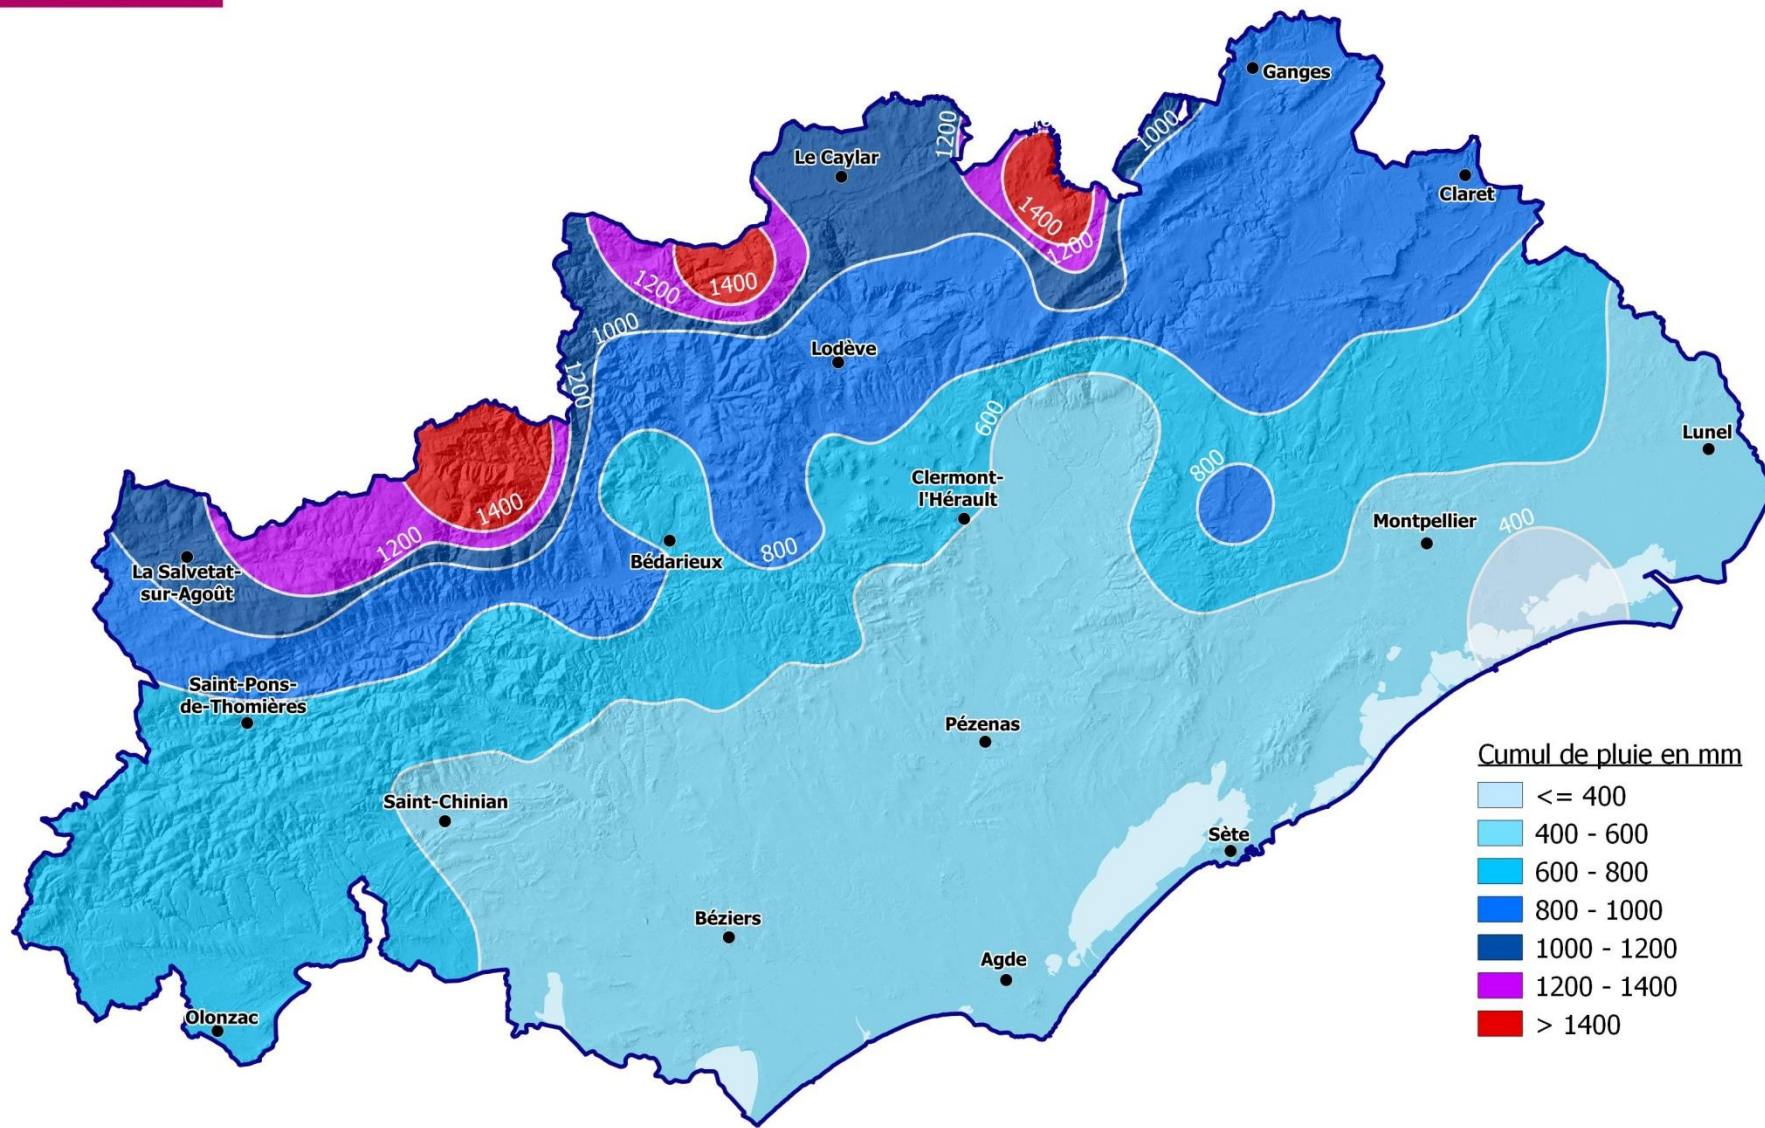 Ganges
1000
1200
Le Caylar
Claret
1400
1200
1200
1400
1000
Lodève
1200
600
Lunel
800
Clermont-
l'Hérault
1400
Montpellier
400
1200
800
Bédarieux
La Salvetat-
sur-Agoût
Saint-Pons-
de-Thomières
Pézenas
Saint-Chinian
Sète
Béziers
Agde
Olonzac
Cumul de pluie en mm
<= 400
400 - 600
600 - 800
800 - 1000
1000 - 1200
1200 - 1400
> 1400